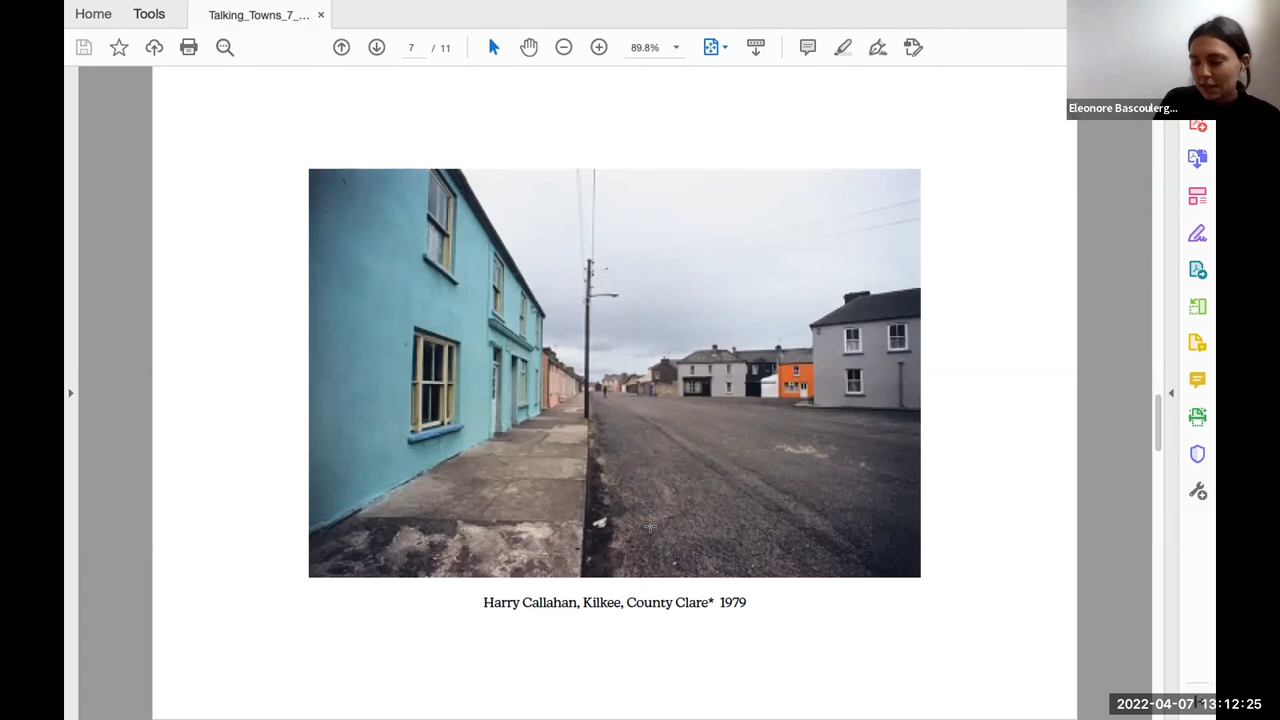 Home Tools Talking_Towns_7_... ×
7 / 11 89.8%
Eleonore Bascoulerg...
Harry Callahan, Kilkee, County Clare* 1979
2022-04-07 13:12:25